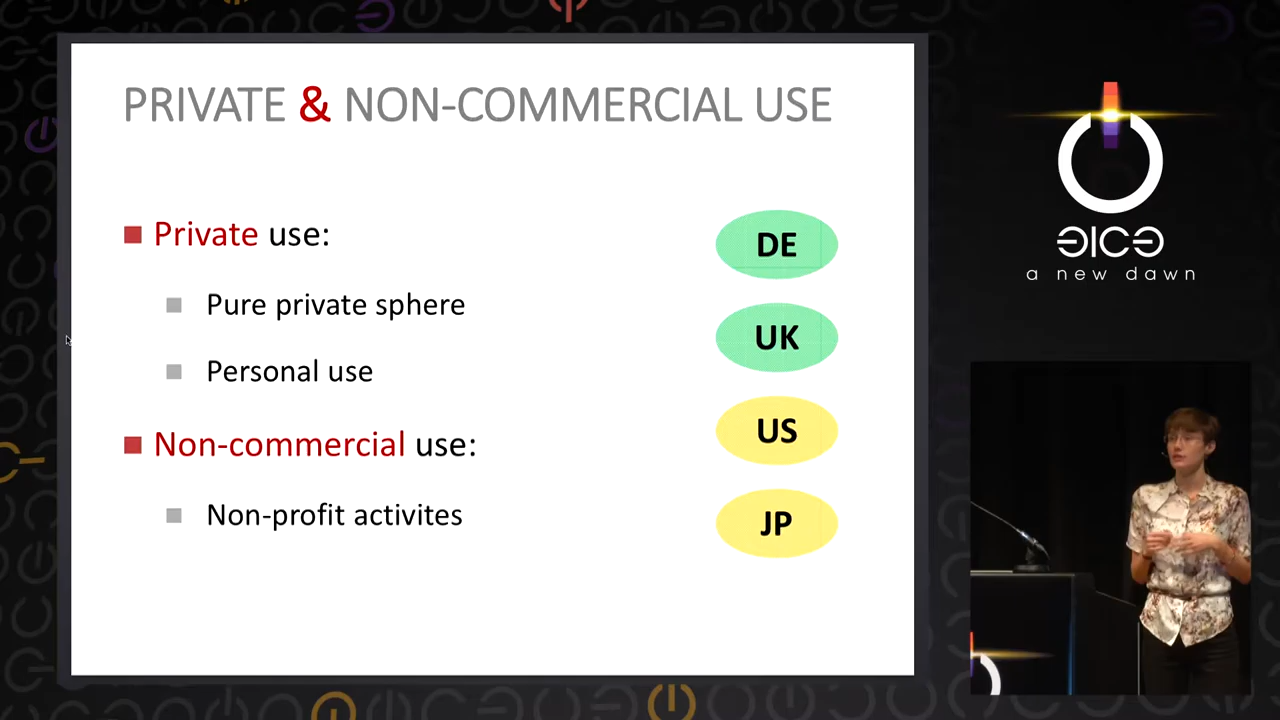 PRIVATE & NON-COMMERCIAL USE
Private use:
Pure private sphere
Personal use
Non-commercial use:
Non-profit activites
DE
UK
US
JP
ƎICƎ
a new dawn